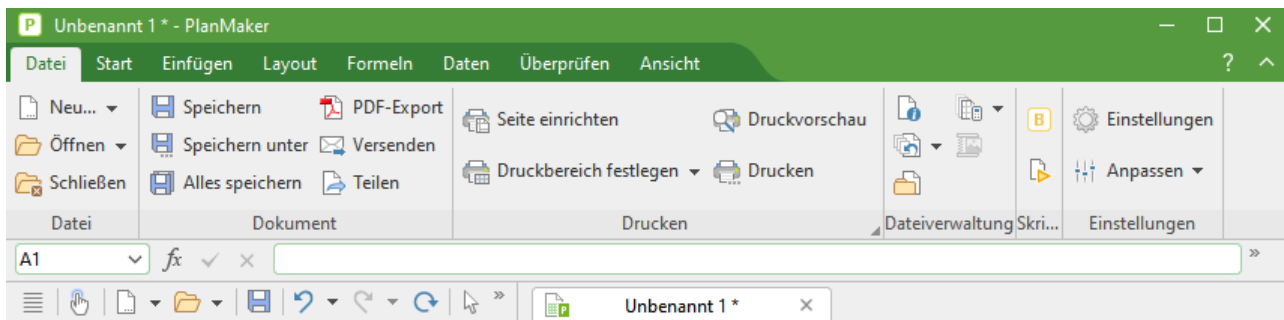 Unbenannt 1 * - PlanMaker
Datei Start Einfügen Layout Formeln Daten Überprüfen Ansicht
Neu... Speichern PDF-Export Seite einrichten Druckvorschau Einstellungen
Öffnen Speichern unter Versenden
Schließen Alles speichern Teilen Druckbereich festlegen Drucken Anpassen
Datei Dokument Drucken Dateiverwaltung Skri... Einstellungen
A1 fx
Unbenannt 1 *